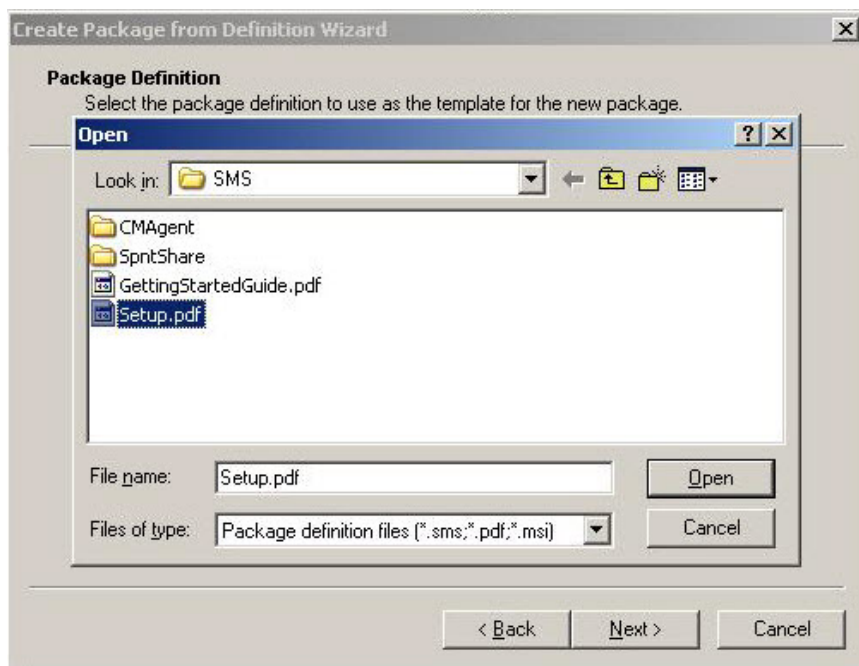 Create Package from Definition Wizard
Package Definition
Select the package definition to use as the template for the new package.
Open
Look in: SMS
CMAgent
SpntShare
GettingStartedGuide.pdf
Setup.pdf
File name: Setup.pdf Open
Files of type: Package definition files (*.sms;*.pdf;*.msi) Cancel
< Back Next > Cancel